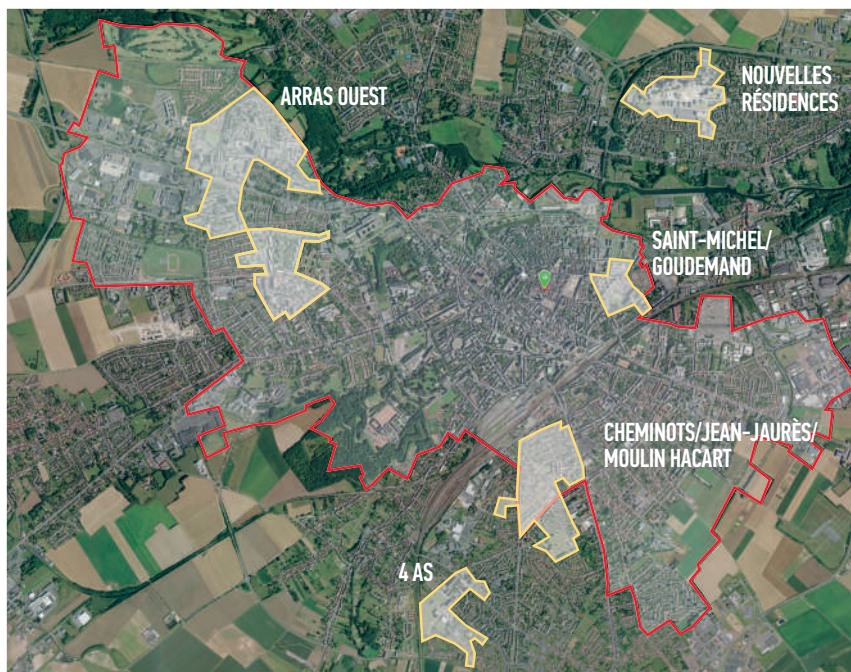 ARRAS OUEST
NOUVELLES
RÉSIDENCES
SAINT-MICHEL/
GOUDEMAND
CHEMINOTS/JEAN-JAURÈS/
MOULIN HACART
4 AS